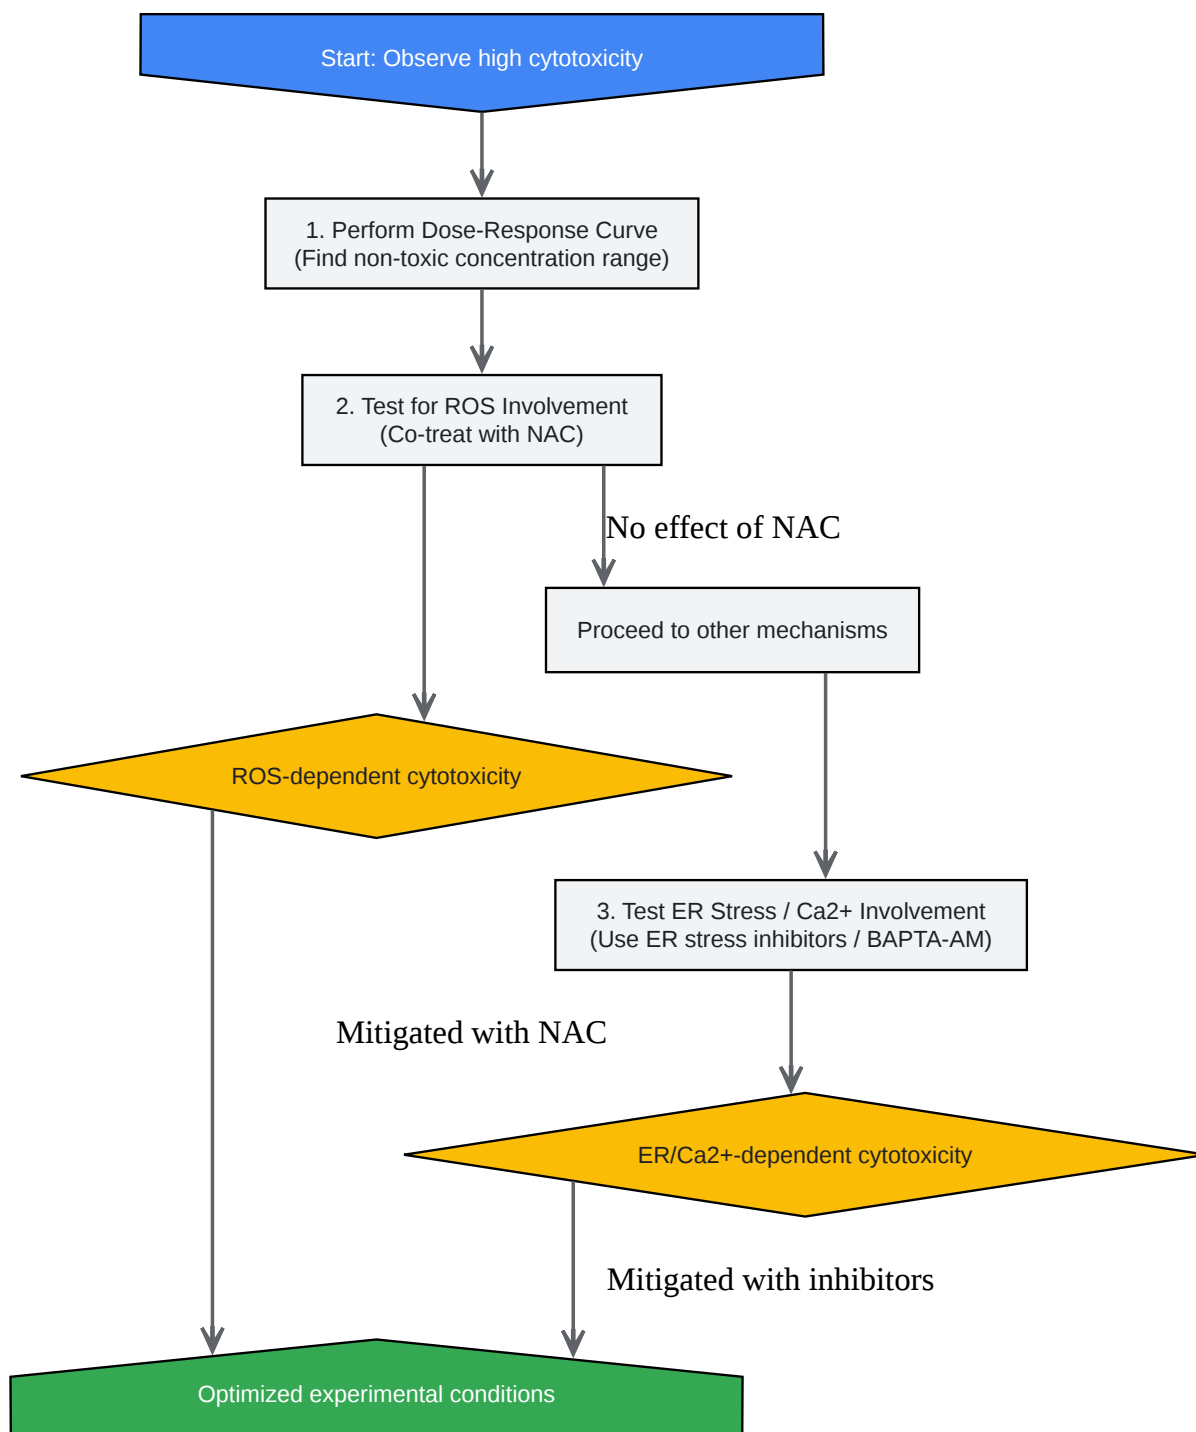 Start: Observe high cytotoxicity
1. Perform Dose-Response Curve
(Find non-toxic concentration range)
2. Test for ROS Involvement
(Co-treat with NAC)
No effect of NAC
Proceed to other mechanisms
ROS-dependent cytotoxicity
3. Test ER Stress / Ca2+ Involvement
(Use ER stress inhibitors / BAPTA-AM)
Mitigated with NAC
ER/Ca2+-dependent cytotoxicity
Mitigated with inhibitors
Optimized experimental conditions